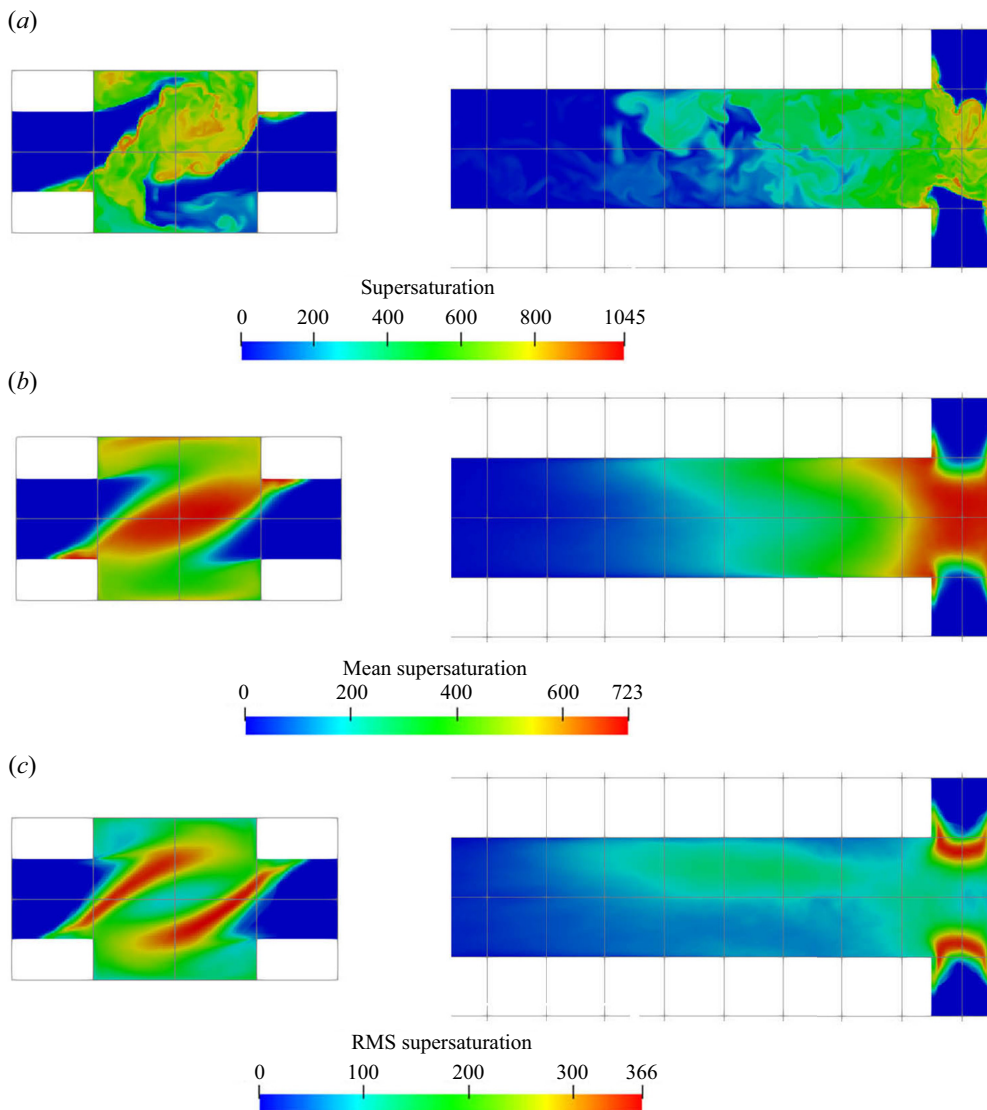 (a)
Supersaturation
0 200 400 600 800 1045
(b)
Mean supersaturation
0 200 400 600 723
(c)
RMS supersaturation
0 100 200 300 366